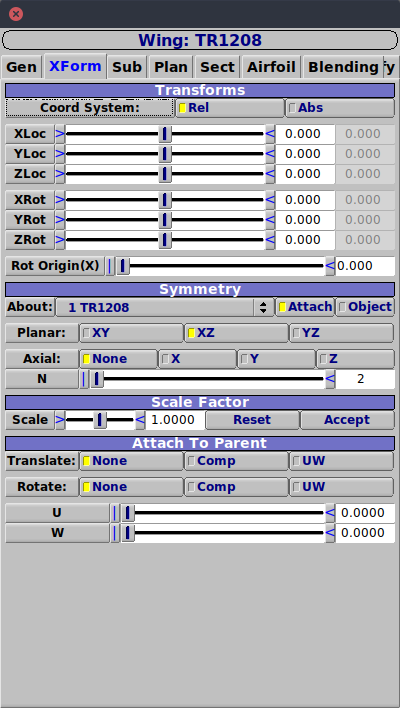 Wing: TR1208
Gen XForm Sub Plan Sect Airfoil Blending
Transforms
Coord System: Rel Abs
XLoc > < 0.000 0.000
YLoc > < 0.000 0.000
ZLoc > < 0.000 0.000
XRot > < 0.000 0.000
YRot > < 0.000 0.000
ZRot > < 0.000 0.000
Rot Origin(X) | < 0.000
Symmetry
About: 1 TR1208 Attach Object
Planar: XY XZ YZ
Axial: None X Y Z
N | < 2
Scale Factor
Scale > < 1.0000 Reset Accept
Attach To Parent
Translate: None Comp UW
Rotate: None Comp UW
U | < 0.0000
W | < 0.0000